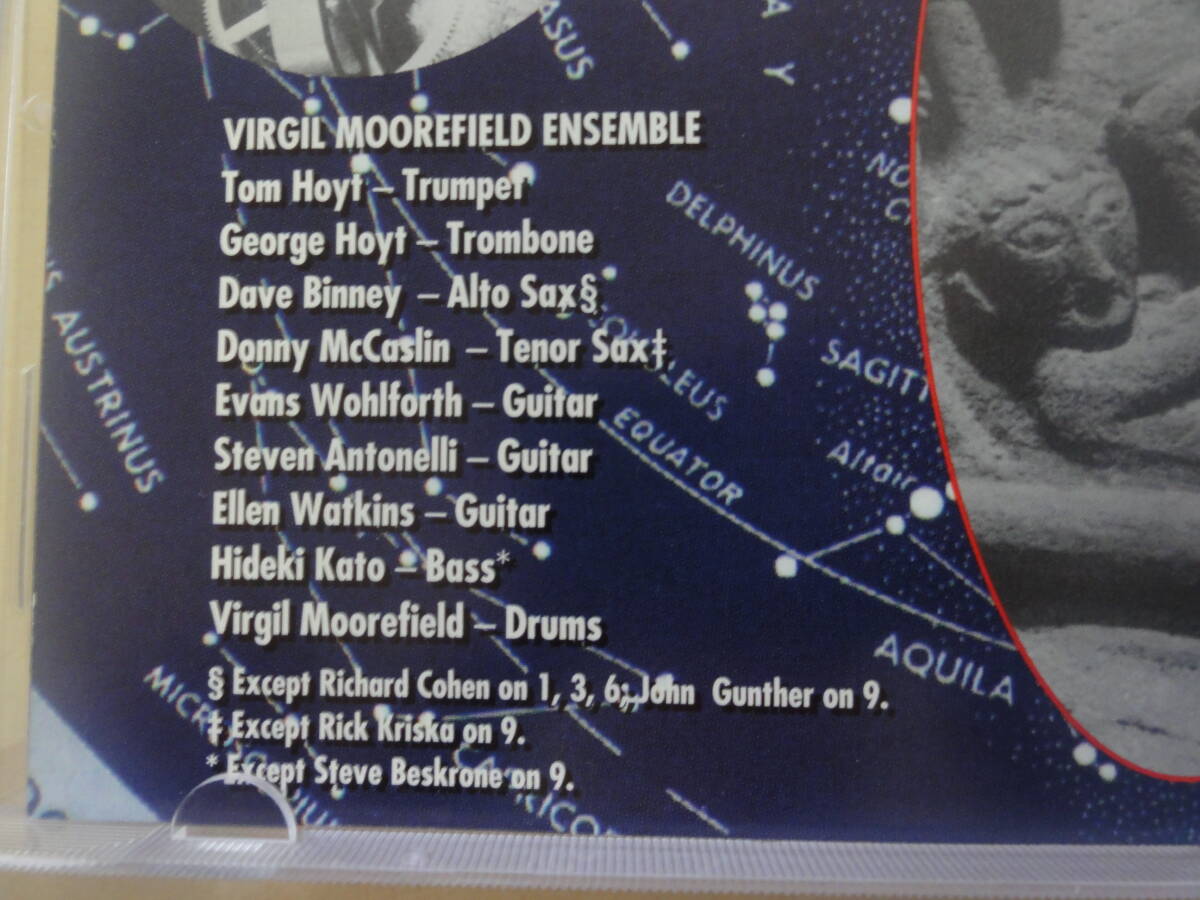 VIRGIL MOOREFIELD ENSEMBLE
Tom Hoyt – Trumpet
George Hoyt – Trombone
Dave Binney – Alto Sax§
Donny McCaslin – Tenor Sax‡
Evans Wohlforth – Guitar
Steven Antonelli – Guitar
Ellen Watkins – Guitar
Hideki Kato – Bass*
Virgil Moorefield – Drums
§ Except Richard Cohen on 1, 3, 6; John Gunther on 9.
‡ Except Rick Kriska on 9.
* Except Steve Beskrone on 9.
DELPHINUS
SAGITT
EQUATOR
Altair
AQUILA
AUSTRINUS